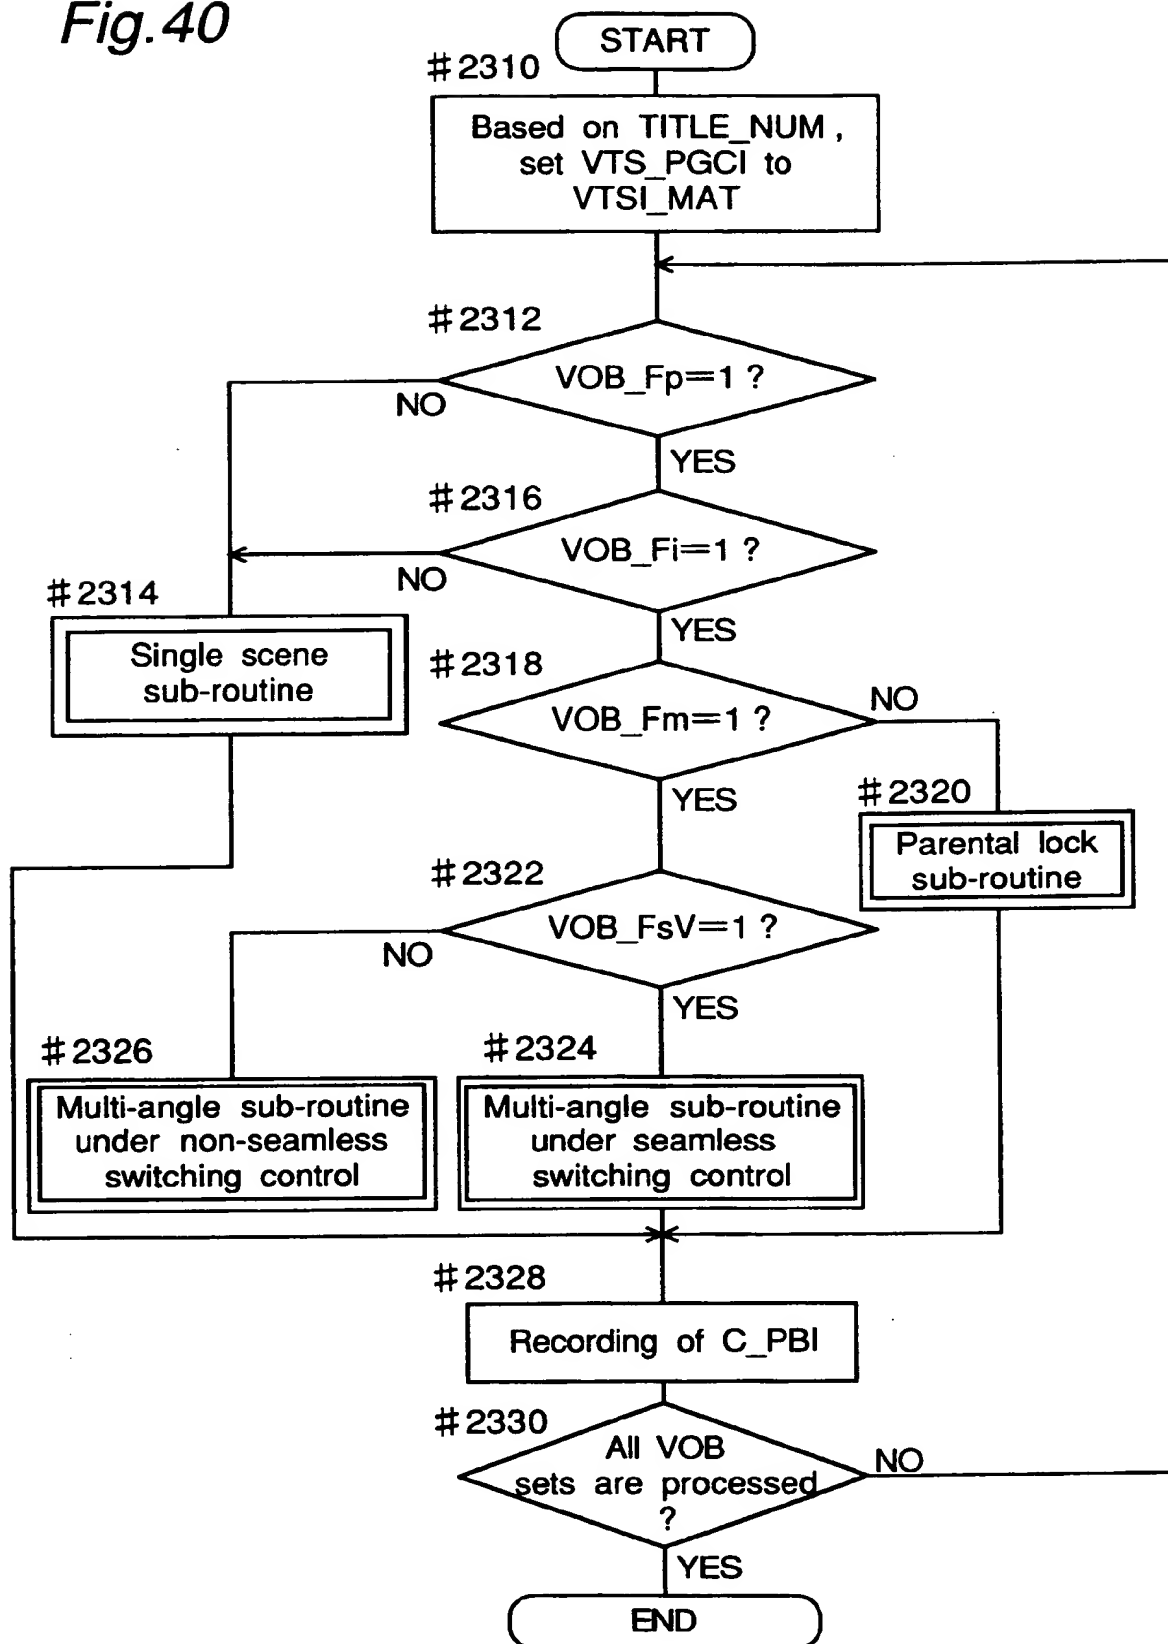 Fig.40
START
#2310
Based on TITLE_NUM,
set VTS_PGCI to
VTSI_MAT
#2312
VOB_Fp=1 ?
NO
YES
#2316
VOB_Fi=1 ?
NO
YES
#2314
Single scene
sub-routine
#2318
VOB_Fm=1 ?
NO
YES
#2320
Parental lock
sub-routine
#2322
VOB_FsV=1 ?
NO
YES
#2326
Multi-angle sub-routine
under non-seamless
switching control
#2324
Multi-angle sub-routine
under seamless
switching control
#2328
Recording of C_PBI
#2330
All VOB
sets are processed
?
NO
YES
END